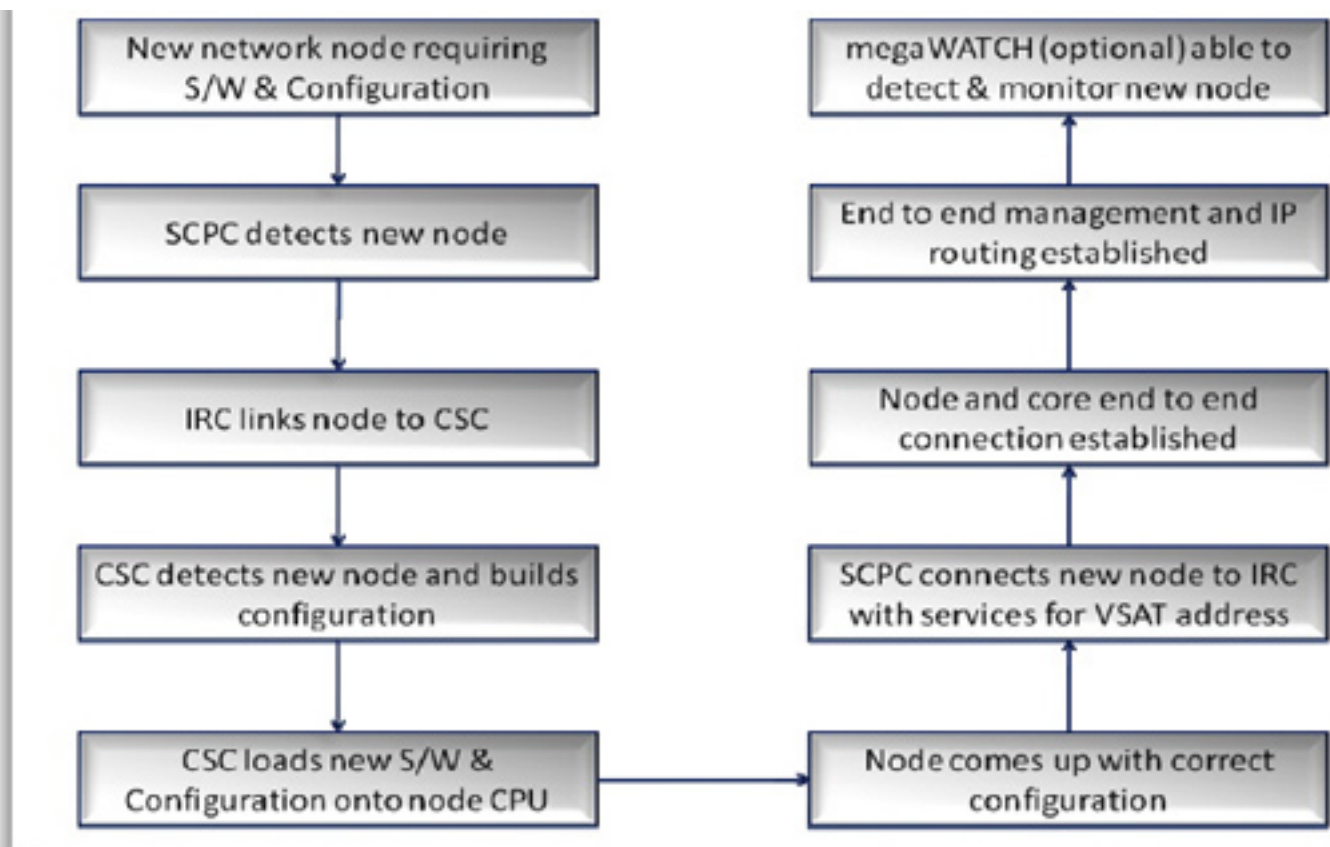 New network node requiring
S/W & Configuration
SCPC detects new node
IRC links node to CSC
CSC detects new node and builds
configuration
CSC loads new S/W &
Configuration onto node CPU
Node comes up with correct
configuration
SCPC connects new node to IRC
with services for VSAT address
Node and core end to end
connection established
End to end management and IP
routing established
megaWATCH (optional) able to
detect & monitor new node